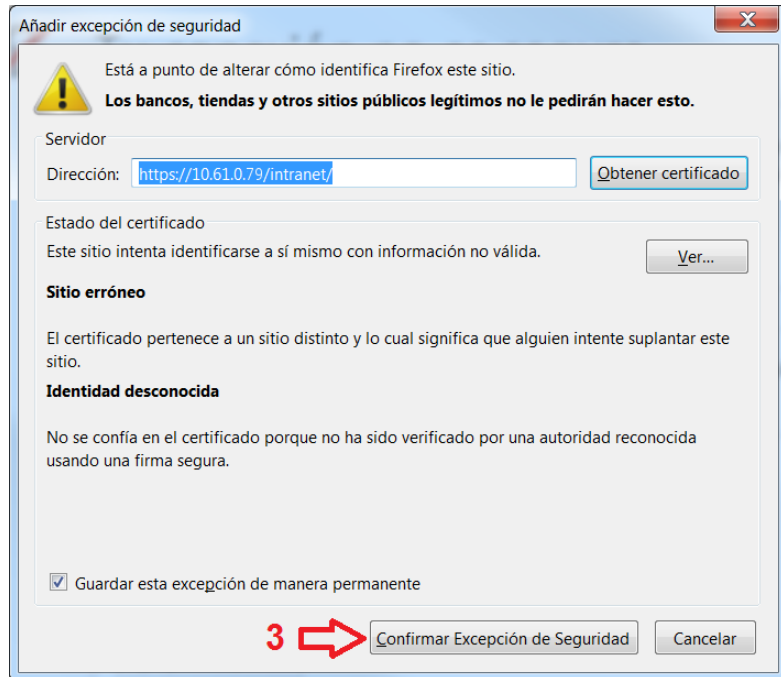 Añadir excepción de seguridad
Está a punto de alterar cómo identifica Firefox este sitio.
Los bancos, tiendas y otros sitios públicos legítimos no le pedirán hacer esto.
Servidor
Dirección: https://10.61.0.79/intranet/ Obtener certificado
Estado del certificado
Este sitio intenta identificarse a sí mismo con información no válida. Ver...
Sitio erróneo
El certificado pertenece a un sitio distinto y lo cual significa que alguien intente suplantar este
sitio.
Identidad desconocida
No se confía en el certificado porque no ha sido verificado por una autoridad reconocida
usando una firma segura.
Guardar esta excepción de manera permanente
3 Confirmar Excepción de Seguridad Cancelar